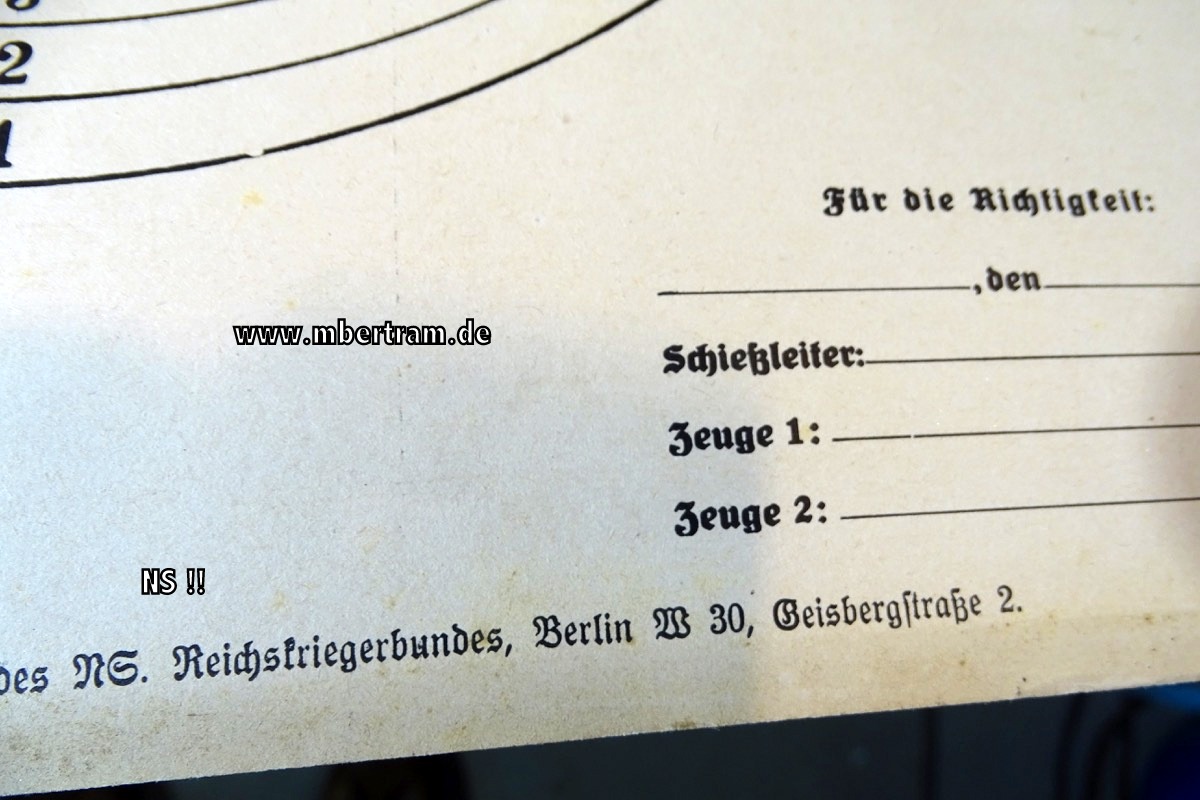 2
1
Für die Richtigkeit:
, den
www.mbertram.de
Schießleiter:
Zeuge 1:
Zeuge 2:
NS !!
des NS. Reichskriegerbundes, Berlin W 30, Geisbergstraße 2.